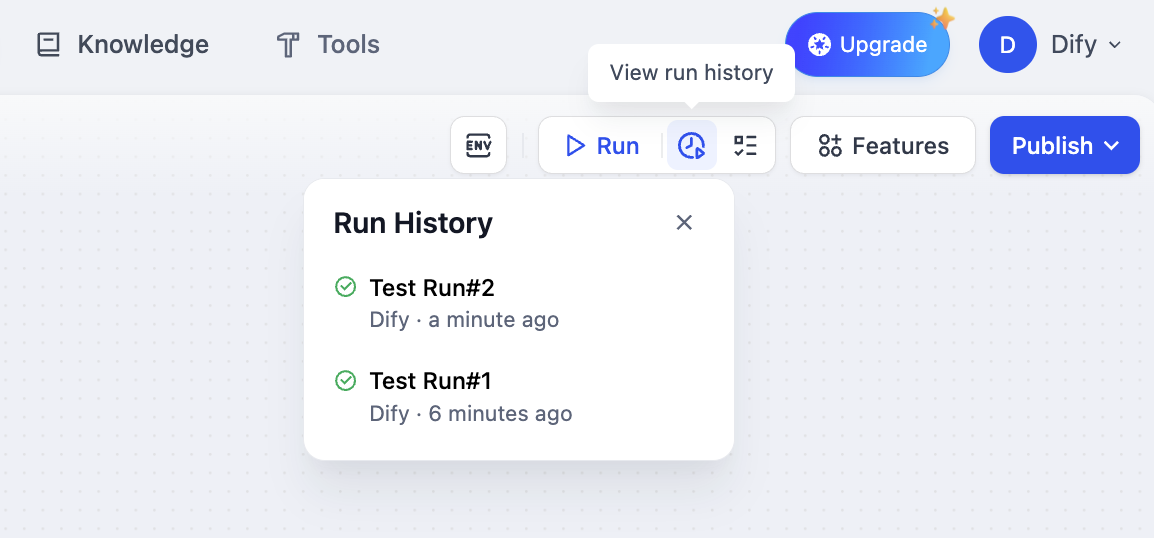 Knowledge
Tools
Upgrade
D
Dify
View run history
ENV
Run
Features
Publish
Run History
Test Run#2
Dify · a minute ago
Test Run#1
Dify · 6 minutes ago